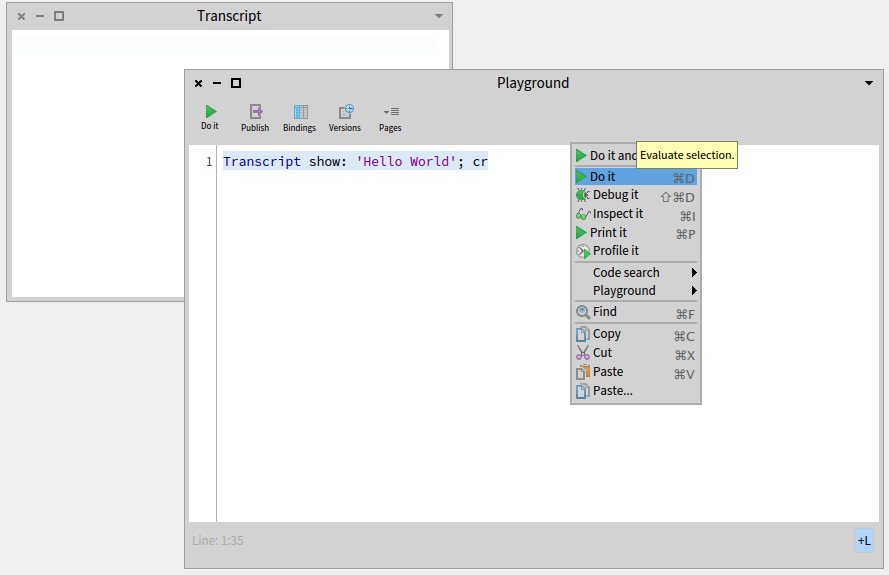 Transcript
Playground
Do it
Publish
Bindings
Versions
Pages
1 Transcript show: 'Hello World'; cr
Do it and
Evaluate selection.
Do it ⌘D
Debug it ⇧⌘D
Inspect it ⌘I
Print it ⌘P
Profile it
Code search
Playground
Find ⌘F
Copy ⌘C
Cut ⌘X
Paste ⌘V
Paste...
Line: 1:35
+L